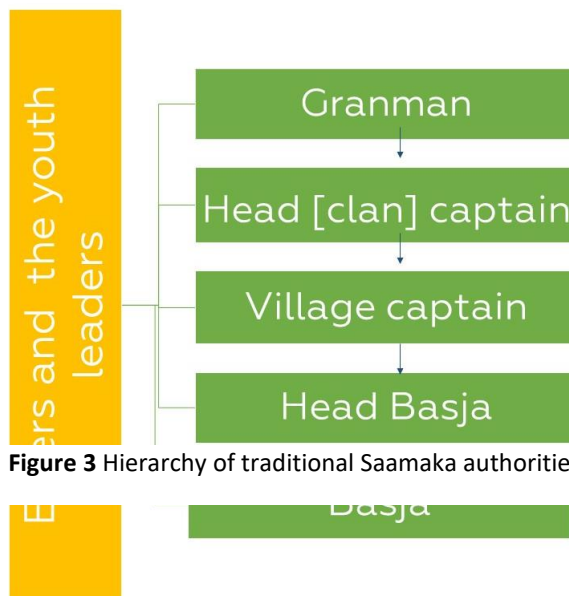 and the youth
leaders
Granman
Head [clan] captain
Village captain
Head Basja
Figure 3 Hierarchy of traditional Saamaka authoritie
Basja